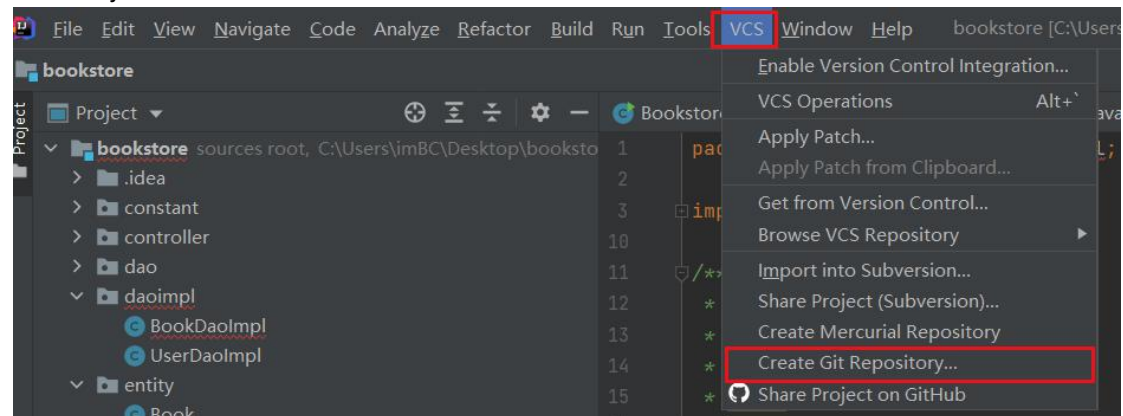 File Edit View Navigate Code Analyze Refactor Build Run Tools VCS Window Help bookstore [C:\Users
bookstore
Enable Version Control Integration...
Project
Project
VCS Operations Alt+`
bookstore sources root, C:\Users\imBC\Desktop\booksto
1 pac
Apply Patch...
.idea
2
Apply Patch from Clipboard...
constant
3 imp
Get from Version Control...
controller
10
Browse VCS Repository
dao
11 /**
Import into Subversion...
daoimpl
12 *
Share Project (Subversion)...
BookDaoImpl
13 *
Create Mercurial Repository
UserDaoImpl
14 *
Create Git Repository...
entity
15 *
Share Project on GitHub
Book